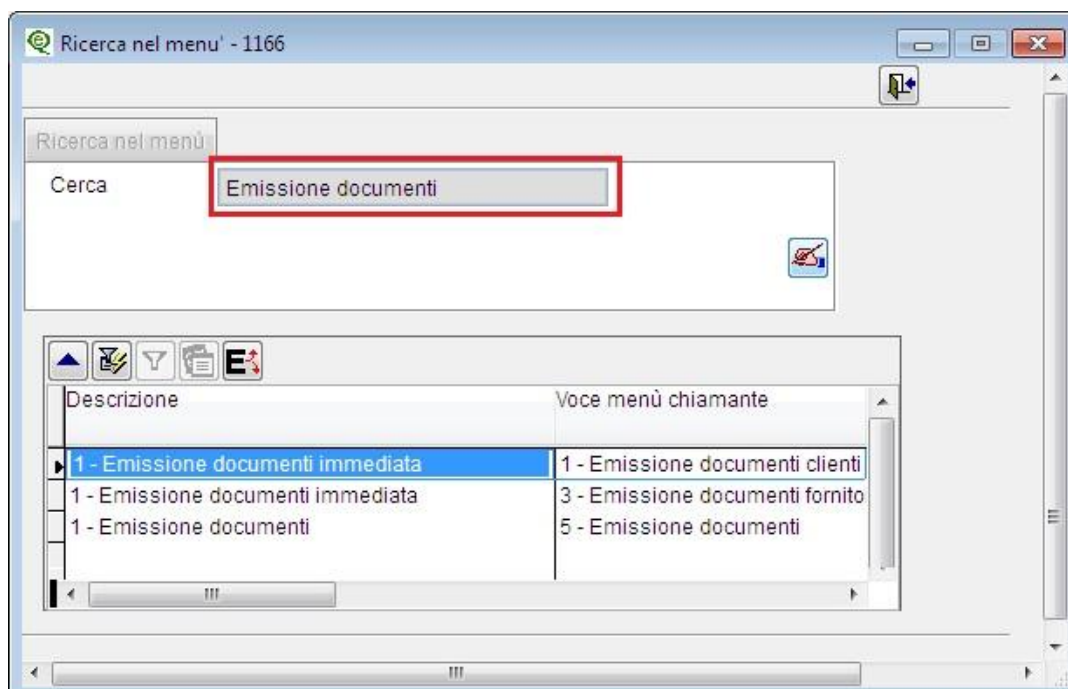 Ricerca nel menu' - 1166
Ricerca nel menù
Cerca
Emissione documenti
E
Descrizione Voce menù chiamante
1 - Emissione documenti immediata 1 - Emissione documenti clienti
1 - Emissione documenti immediata 3 - Emissione documenti fornito
1 - Emissione documenti 5 - Emissione documenti